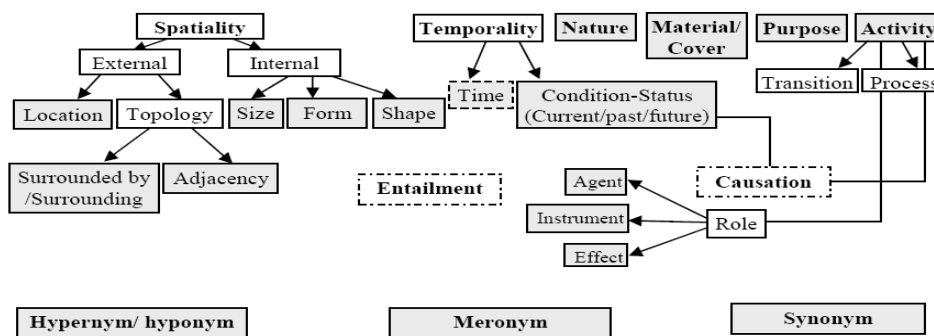 Spatiality
Temporality
Nature
Material/
Cover
Purpose
Activity
External
Internal
Transition
Process
Location
Topology
Size
Form
Shape
Time
Condition-Status
(Current/past/future)
Surrounded by
/Surrounding
Adjacency
Entailment
Causation
Agent
Instrument
Role
Effect
Hypernym/ hyponym
Meronym
Synonym